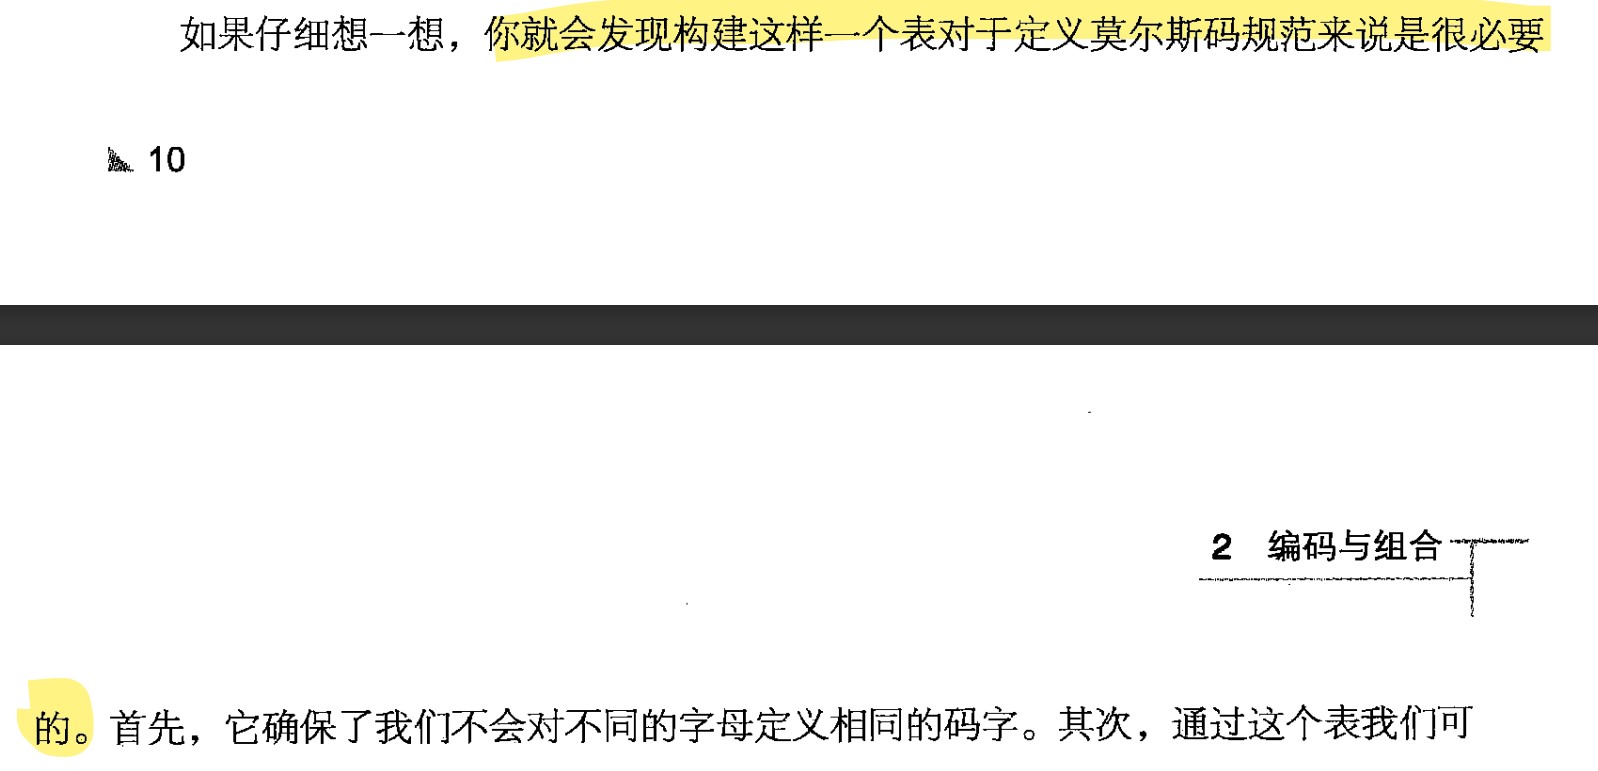 如果仔细想一想，你就会发现构建这样一个表对于定义莫尔斯码规范来说是很必要
10
2 编码与组合
的。首先，它确保了我们不会对不同的字母定义相同的码字。其次，通过这个表我们可